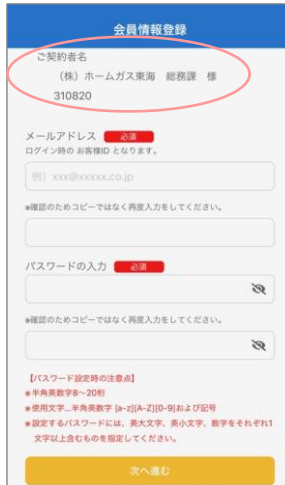 会員情報登録
ご契約者名
（株）ホームガス東海　総務課　様
310820
メールアドレス 必須
ログイン時の お客様ID となります。
例）xxx@xxxxx.co.jp
※確認のためコピーではなく再度入力をしてください。
パスワードの入力 必須
※確認のためコピーではなく再度入力をしてください。
【パスワード設定時の注意点】
※半角英数字8～20桁
※使用文字...半角英数字 [a-z][A-Z][0-9]および記号
※設定するパスワードには、英大文字、英小文字、数字をそれぞれ1
文字以上含むものを指定してください。
次へ進む